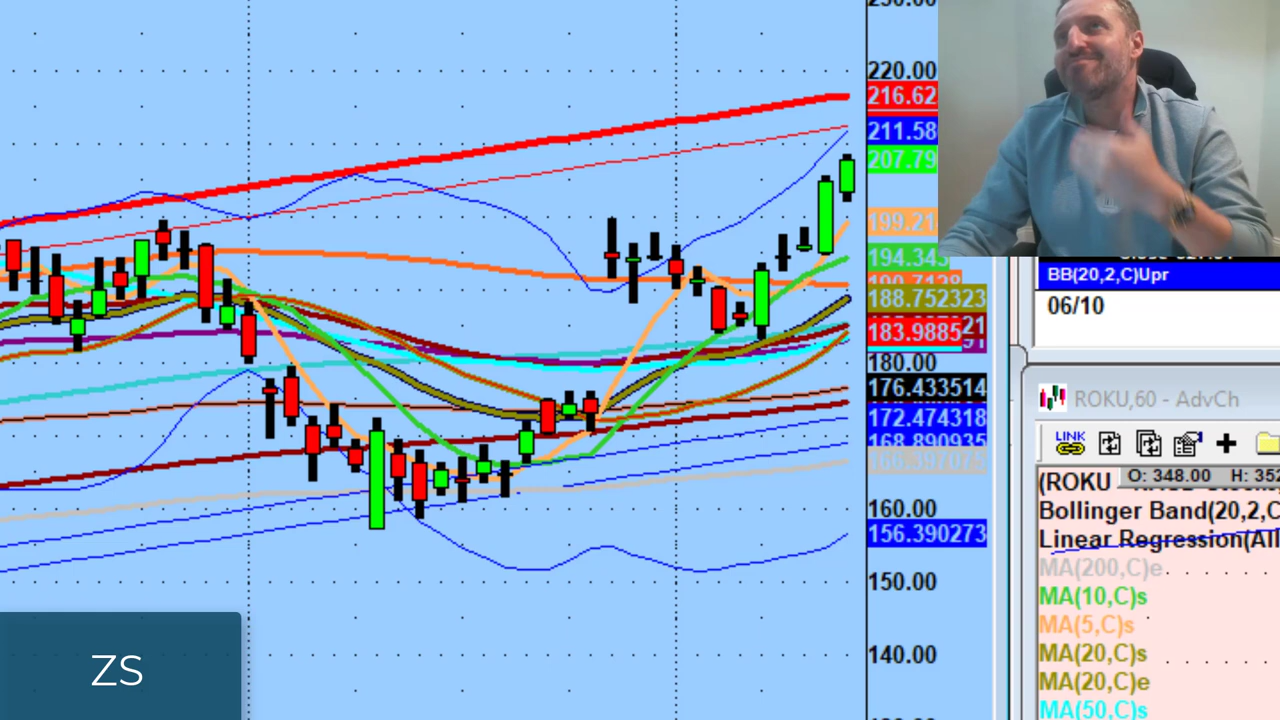 220.00
216.62
211.58
207.79
199.21
194.343
188.752323
183.9885
180.00
176.433514
172.474318
168.890935
160.00
156.390273
150.00
140.00
ZS
BB(20,2,C)Upr
06/10
ROKU,60 - AdvCh
LINK
(ROKU
O: 348.00 H: 352
Bollinger Band(20,2,C
Linear Regression(All
MA(200,C)e
MA(10,C)s
MA(5,C)s
MA(20,C)s
MA(20,C)e
MA(50,C)s